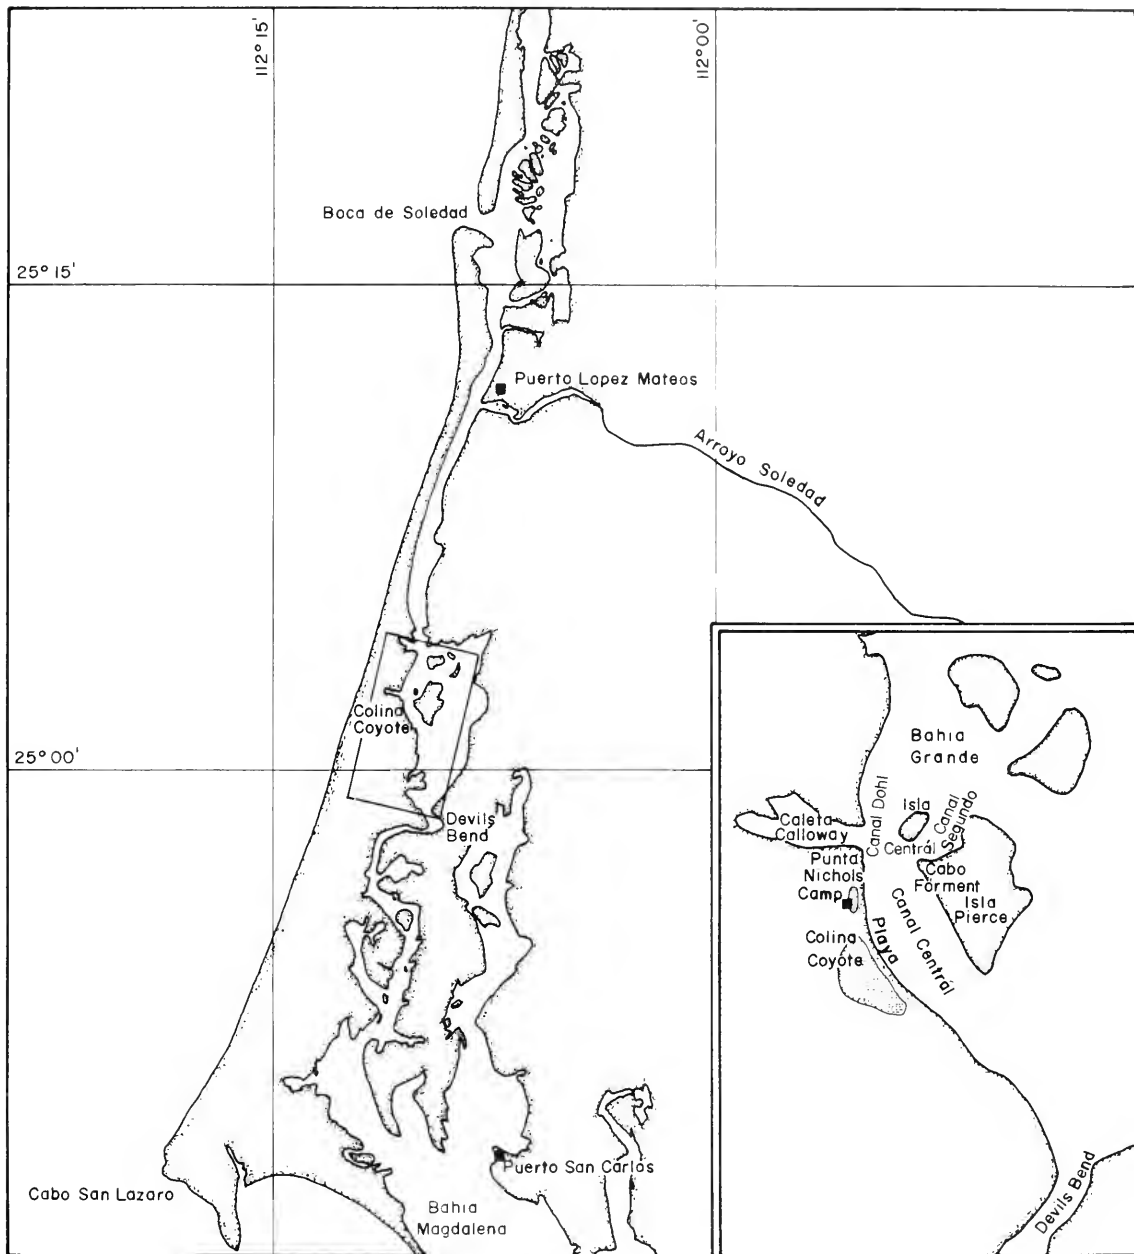 112° 15'
112° 00'
Boca de Soledad
25° 15'
Puerto Lopez Mateos
Arroyo Soledad
Colina
Coyote
25° 00'
Devils
Bend
Puerto San Carlos
Cabo San Lazaro
Bahia
Magdalena
Bahia
Grande
Canal Dohl
Isla
Centrál
Canal
Segundo
Caleta
Calloway
Punta
Nichols
Camp
Cabo
Forment
Isla
Pierce
Canal Centrál
Playa
Colina
Coyote
Devils Bend